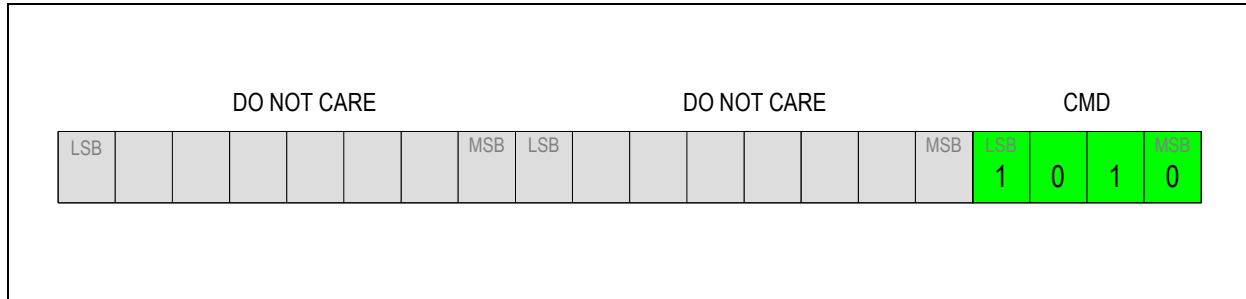 DO NOT CARE DO NOT CARE CMD
LSB MSB LSB MSB LSB MSB
1 0 1 0